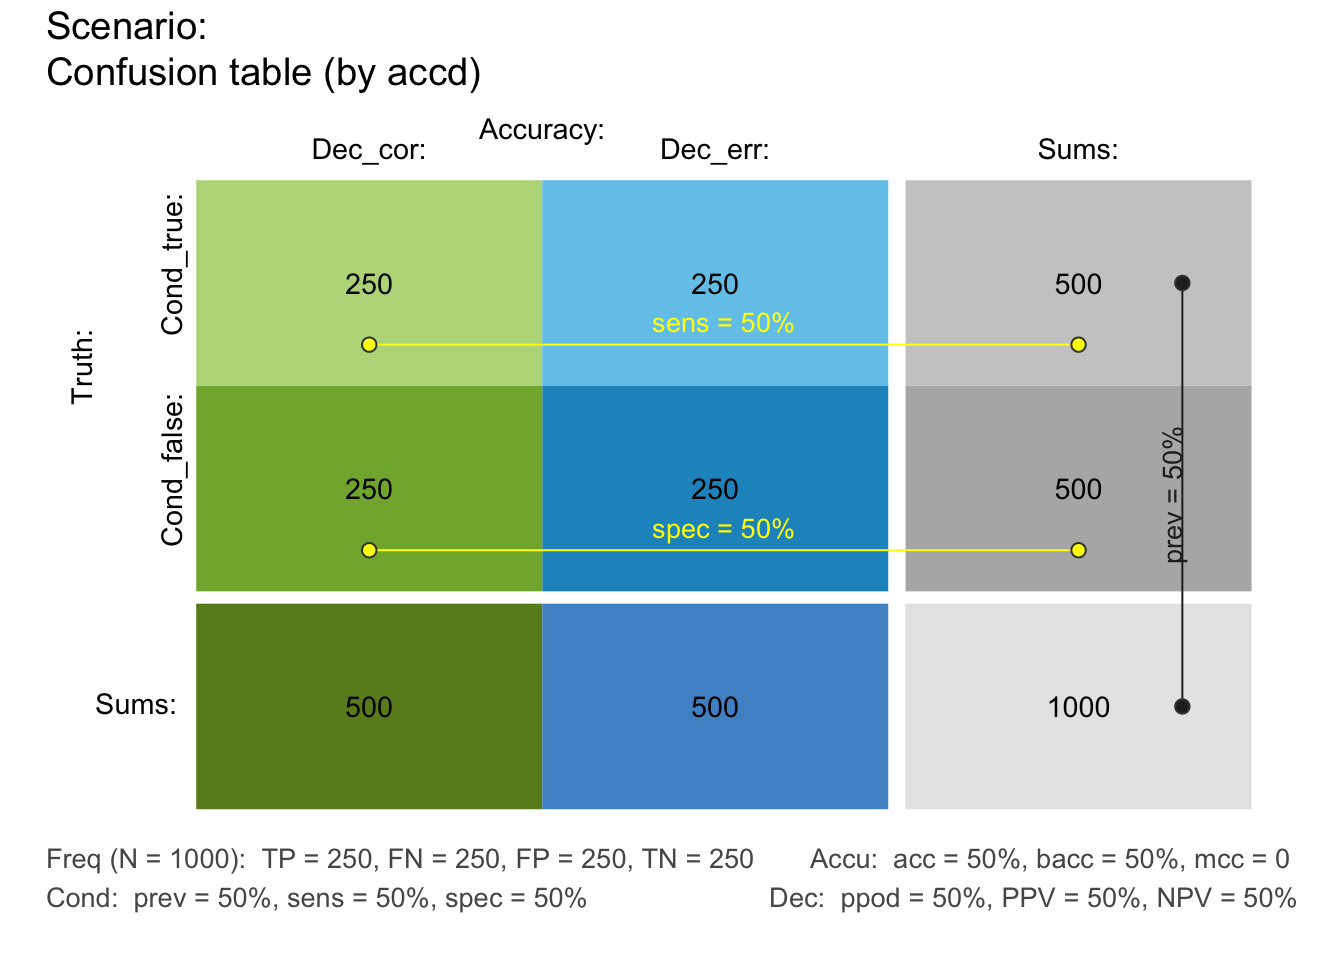 Scenario:
Confusion table (by accd)
Accuracy:
Dec_cor: Dec_err: Sums:
Truth:
Cond_true:
250 250 500
sens = 50%
Cond_false:
250 250 500
spec = 50%
prev = 50%
Sums: 500 500 1000
Freq (N = 1000):  TP = 250, FN = 250, FP = 250, TN = 250 Accu:  acc = 50%, bacc = 50%, mcc = 0
Cond:  prev = 50%, sens = 50%, spec = 50% Dec:  ppod = 50%, PPV = 50%, NPV = 50%